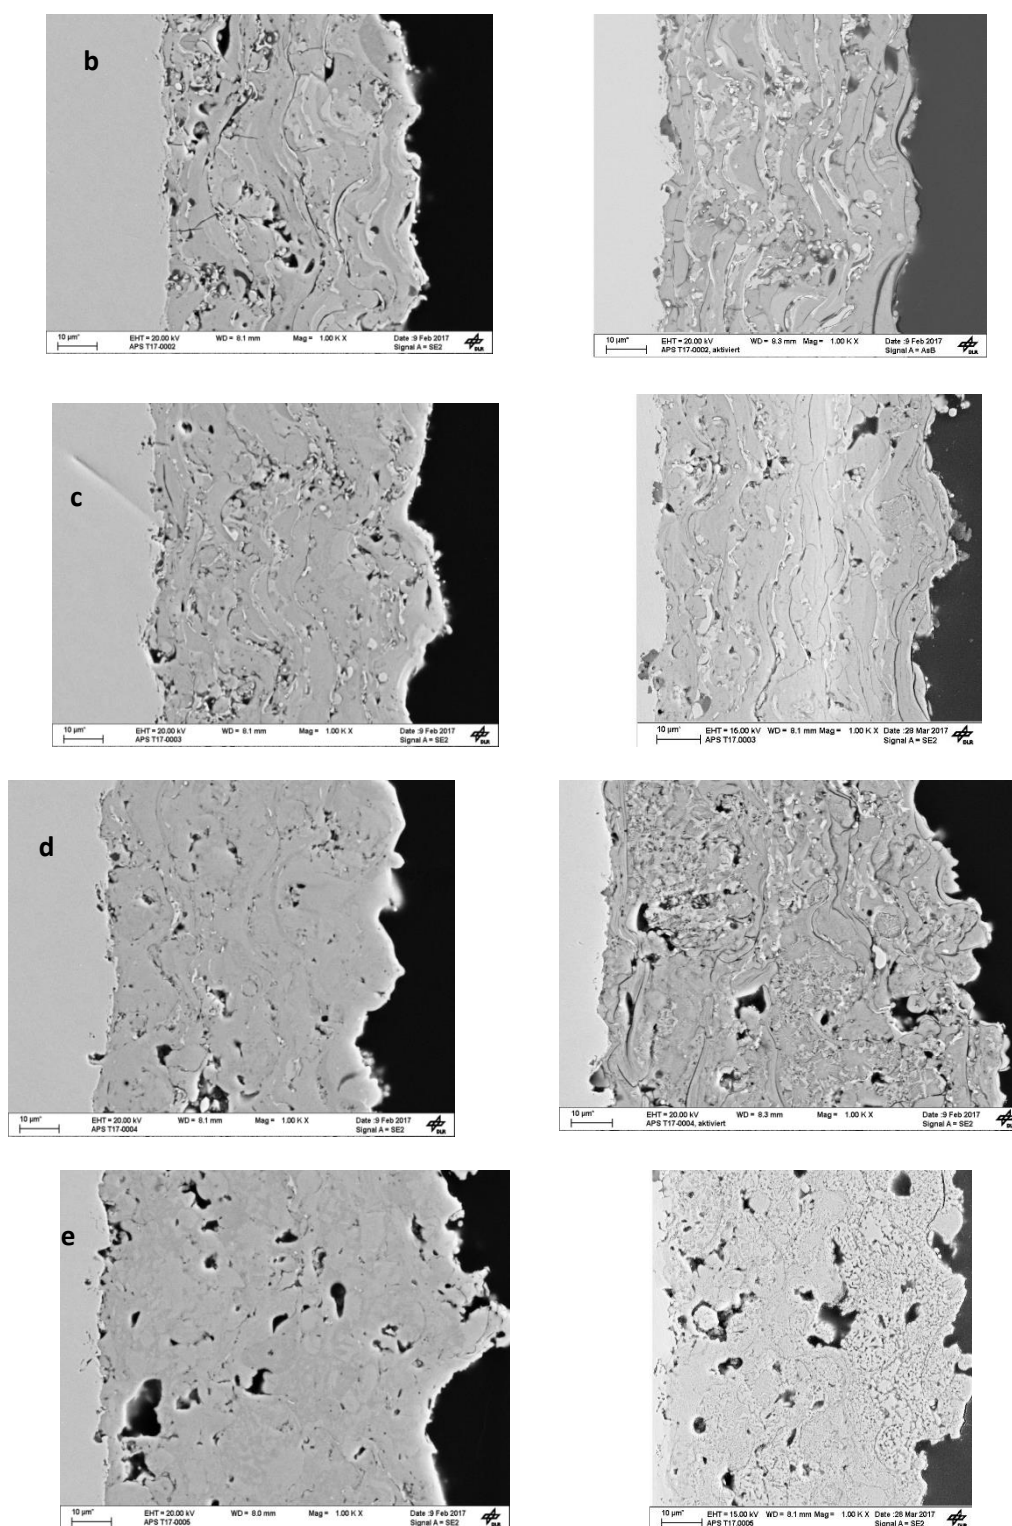 b
10 µm* EHT = 20.00 kV WD = 8.1 mm Mag = 1.00 K X Date :9 Feb 2017
APS T17-0002 Signal A = SE2 DLR
10 µm* EHT = 20.00 kV WD = 8.3 mm Mag = 1.00 K X Date :9 Feb 2017
APS T17-0002, aktiviert Signal A = AsB DLR
c
10 µm* EHT = 20.00 kV WD = 8.1 mm Mag = 1.00 K X Date :9 Feb 2017
APS T17-0003 Signal A = SE2 DLR
10 µm* EHT = 15.00 kV WD = 8.1 mm Mag = 1.00 K X Date :28 Mar 2017
APS T17.0003 Signal A = SE2 DLR
d
10 µm* EHT = 20.00 kV WD = 8.1 mm Mag = 1.00 K X Date :9 Feb 2017
APS T17-0004 Signal A = SE2 DLR
10 µm* EHT = 20.00 kV WD = 8.3 mm Mag = 1.00 K X Date :9 Feb 2017
APS T17-0004, aktiviert Signal A = SE2 DLR
e
10 µm* EHT = 20.00 kV WD = 8.0 mm Mag = 1.00 K X Date :9 Feb 2017
APS T17-0005 Signal A = SE2 DLR
10 µm* EHT = 15.00 kV WD = 8.1 mm Mag = 1.00 K X Date :28 Mar 2017
APS T17.0005 Signal A = SE2 DLR